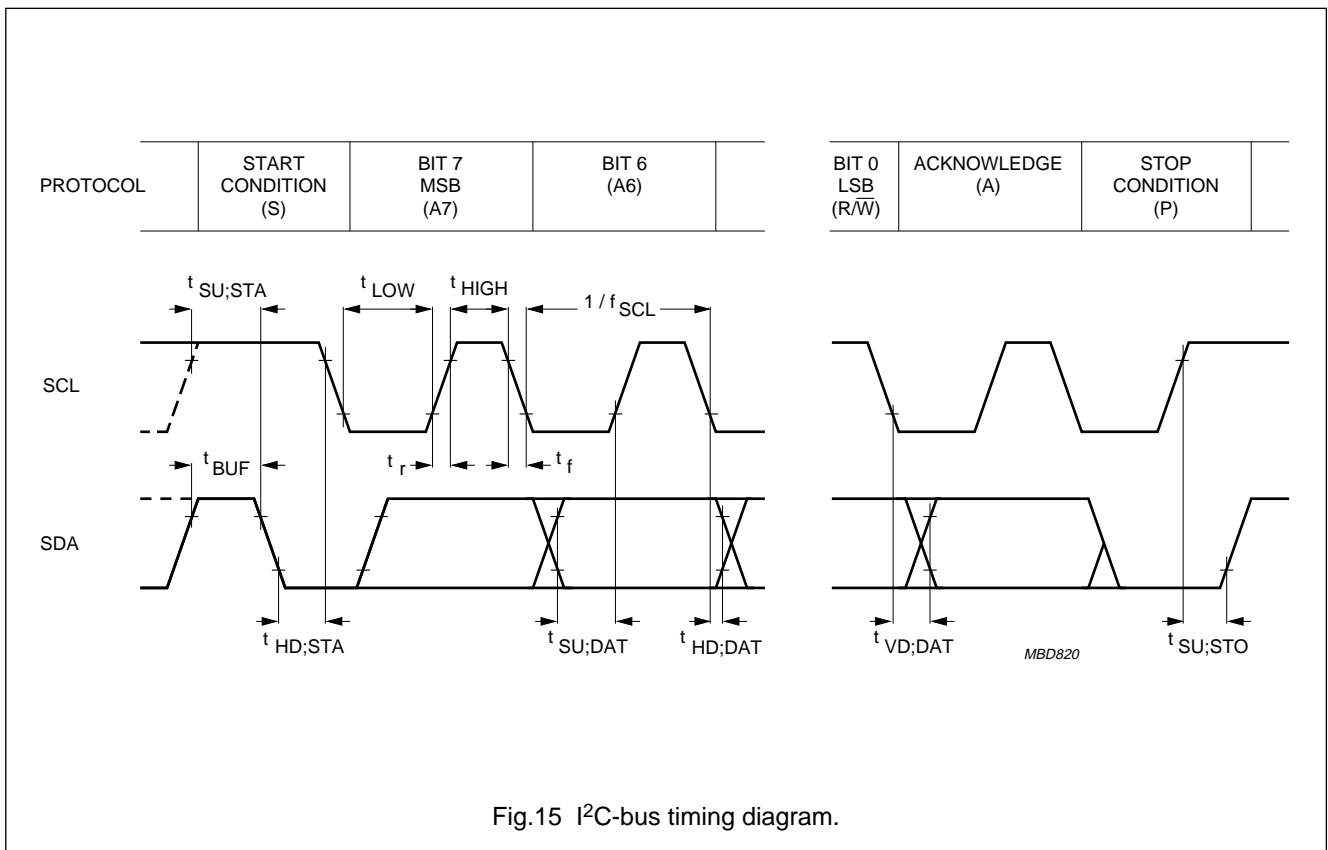 PROTOCOL
START CONDITION (S)
BIT 7 MSB (A7)
BIT 6 (A6)
BIT 0 LSB (R/W̅)
ACKNOWLEDGE (A)
STOP CONDITION (P)
t SU;STA
t LOW
t HIGH
1 / f SCL
SCL
t BUF
t r
t f
SDA
t HD;STA
t SU;DAT
t HD;DAT
t VD;DAT
MBD820
t SU;STO
Fig.15 I²C-bus timing diagram.